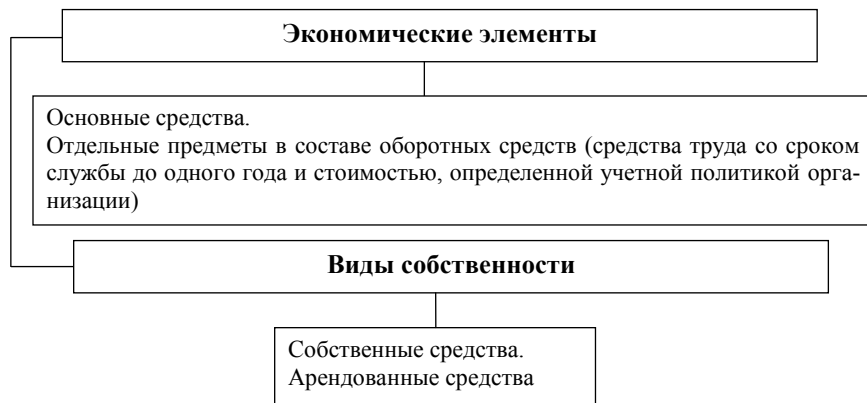 Экономические элементы
Основные средства.
Отдельные предметы в составе оборотных средств (средства труда со сроком
службы до одного года и стоимостью, определенной учетной политикой орга-
низации)
Виды собственности
Собственные средства.
Арендованные средства